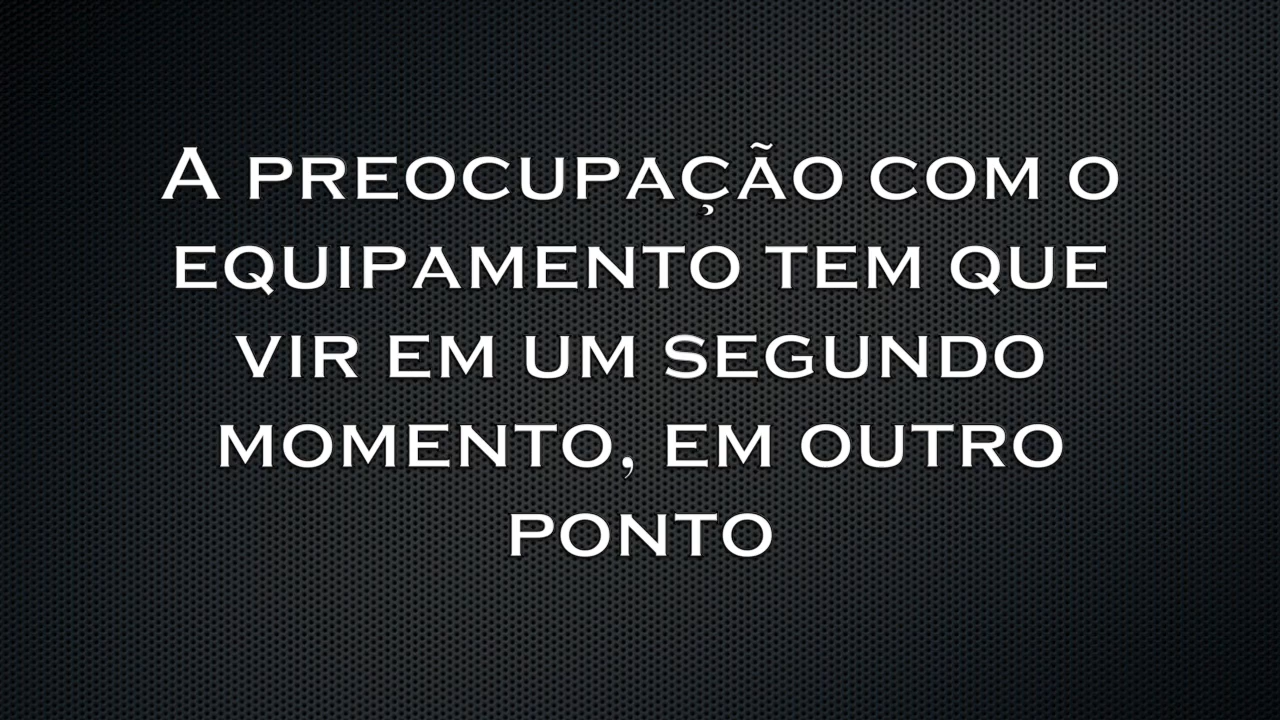 A PREOCUPAÇÃO COM O
EQUIPAMENTO TEM QUE
VIR EM UM SEGUNDO
MOMENTO, EM OUTRO
PONTO